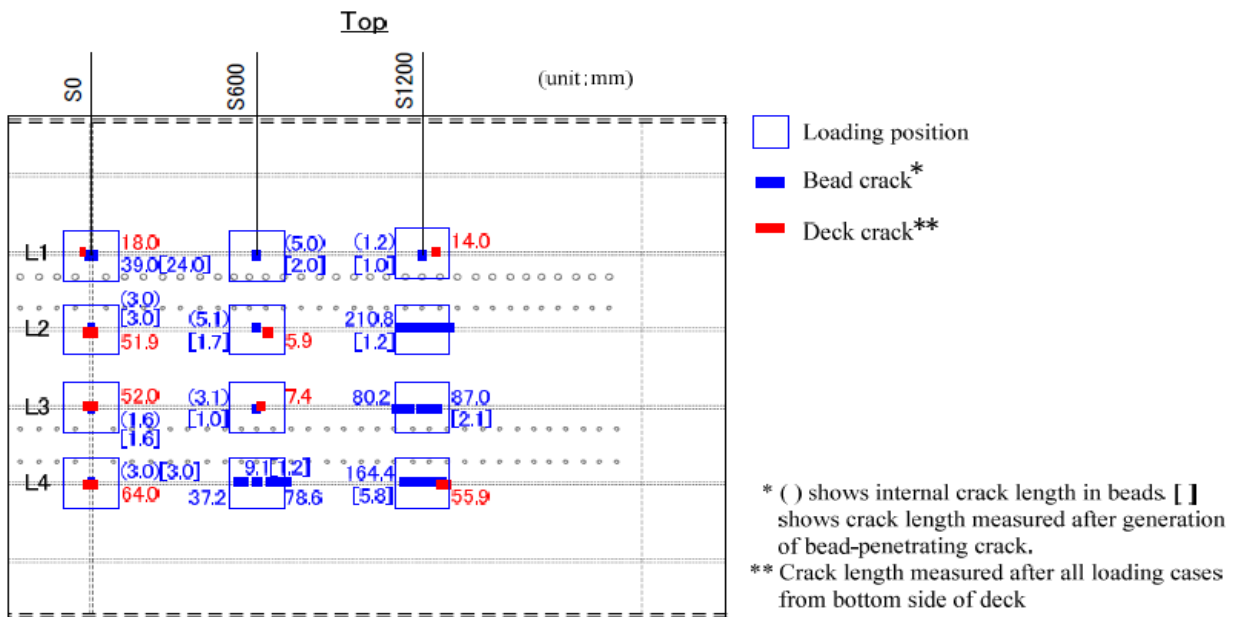 Top
S0
S600
S1200
(unit:mm)
Loading position
Bead crack*
Deck crack**
L1
18.0
39.0[24.0]
(5.0)
[2.0]
(1.2)
[1.0]
14.0
L2
(3.0)
[3.0]
51.9
(5.1)
[1.7]
5.9
210.8
[1.2]
L3
52.0
(1.6)
[1.6]
(3.1)
[1.0]
7.4
80.2
87.0
[2.1]
L4
(3.0)[3.0]
64.0
9.1[1.2]
37.2
78.6
164.4
[5.8]
55.9
* ( ) shows internal crack length in beads. [ ]
shows crack length measured after generation
of bead-penetrating crack.
** Crack length measured after all loading cases
from bottom side of deck